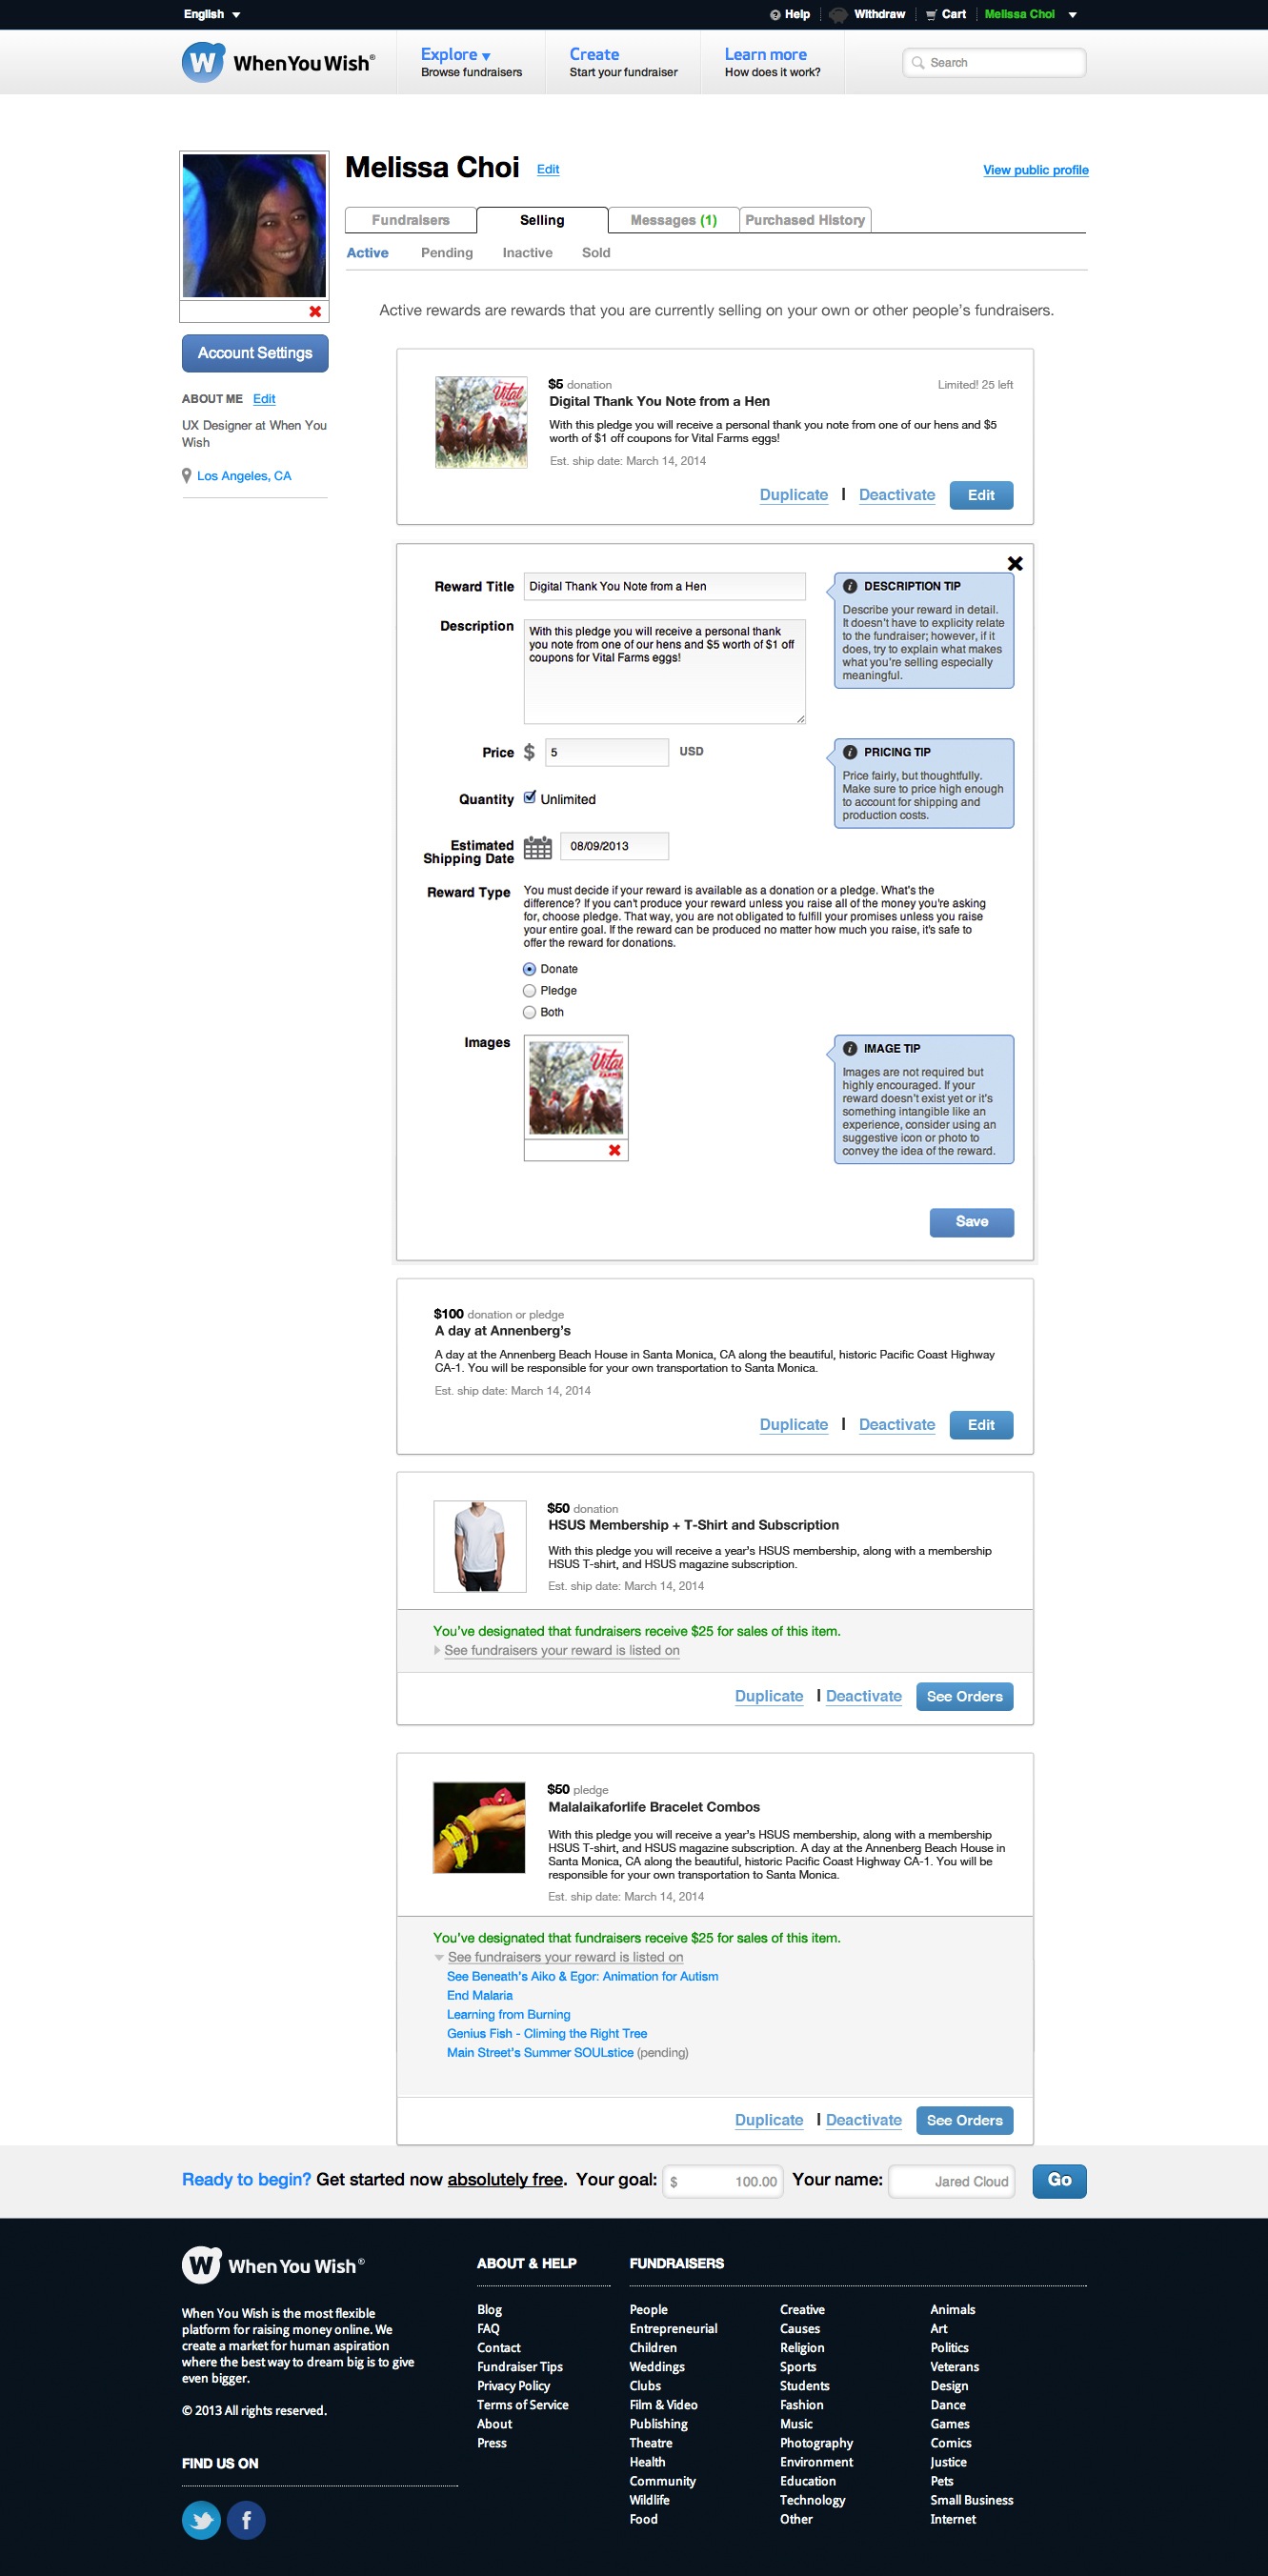 English
Help
Withdraw
Cart
Melissa Choi
W WhenYouWish®
Explore
Browse fundraisers
Create
Start your fundraiser
Learn more
How does it work?
Search
Melissa Choi Edit
View public profile
Fundraisers
Selling
Messages (1)
Purchased History
Active
Pending
Inactive
Sold
Account Settings
ABOUT ME Edit
UX Designer at When You
Wish
Los Angeles, CA
Active rewards are rewards that you are currently selling on your own or other people's fundraisers.
Vital
$5 donation
Limited! 25 left
Digital Thank You Note from a Hen
With this pledge you will receive a personal thank you note from one of our hens and $5
worth of $1 off coupons for Vital Farms eggs!
Est. ship date: March 14, 2014
Duplicate | Deactivate Edit
Reward Title Digital Thank You Note from a Hen
Description With this pledge you will receive a personal thank
you note from one of our hens and $5 worth of $1 off
coupons for Vital Farms eggs!
DESCRIPTION TIP
Describe your reward in detail.
It doesn't have to explicity relate
to the fundraiser; however, if it
does, try to explain what makes
what you're selling especially
meaningful.
Price $ 5 USD
PRICING TIP
Price fairly, but thoughtfully.
Make sure to price high enough
to account for shipping and
production costs.
Quantity Unlimited
Estimated
Shipping Date 08/09/2013
Reward Type You must decide if your reward is available as a donation or a pledge. What's the
difference? If you can't produce your reward unless you raise all of the money you're asking
for, choose pledge. That way, you are not obligated to fulfill your promises unless you raise
your entire goal. If the reward can be produced no matter how much you raise, it's safe to
offer the reward for donations.
Donate
Pledge
Both
Images
Vital
IMAGE TIP
Images are not required but
highly encouraged. If your
reward doesn't exist yet or it's
something intangible like an
experience, consider using an
suggestive icon or photo to
convey the idea of the reward.
Save
$100 donation or pledge
A day at Annenberg's
A day at the Annenberg Beach House in Santa Monica, CA along the beautiful, historic Pacific Coast Highway
CA-1. You will be responsible for your own transportation to Santa Monica.
Est. ship date: March 14, 2014
Duplicate | Deactivate Edit
$50 donation
HSUS Membership + T-Shirt and Subscription
With this pledge you will receive a year's HSUS membership, along with a membership
HSUS T-shirt, and HSUS magazine subscription.
Est. ship date: March 14, 2014
You've designated that fundraisers receive $25 for sales of this item.
See fundraisers your reward is listed on
Duplicate | Deactivate See Orders
$50 pledge
Malalaikaforlife Bracelet Combos
With this pledge you will receive a year's HSUS membership, along with a membership
HSUS T-shirt, and HSUS magazine subscription. A day at the Annenberg Beach House in
Santa Monica, CA along the beautiful, historic Pacific Coast Highway CA-1. You will be
responsible for your own transportation to Santa Monica.
Est. ship date: March 14, 2014
You've designated that fundraisers receive $25 for sales of this item.
See fundraisers your reward is listed on
See Beneath's Aiko & Egor: Animation for Autism
End Malaria
Learning from Burning
Genius Fish - Climing the Right Tree
Main Street's Summer SOULstice (pending)
Duplicate | Deactivate See Orders
Ready to begin? Get started now absolutely free. Your goal: $ 100.00 Your name: Jared Cloud Go
W When You Wish®
When You Wish is the most flexible
platform for raising money online. We
create a market for human aspiration
where the best way to dream big is to give
even bigger.
© 2013 All rights reserved.
FIND US ON
f
ABOUT & HELP
Blog
FAQ
Contact
Fundraiser Tips
Privacy Policy
Terms of Service
About
Press
FUNDRAISERS
People
Entrepreneurial
Children
Weddings
Clubs
Film & Video
Publishing
Theatre
Health
Community
Wildlife
Food
Creative
Causes
Religion
Sports
Students
Fashion
Music
Photography
Environment
Education
Technology
Other
Animals
Art
Politics
Veterans
Design
Dance
Games
Comics
Justice
Pets
Small Business
Internet